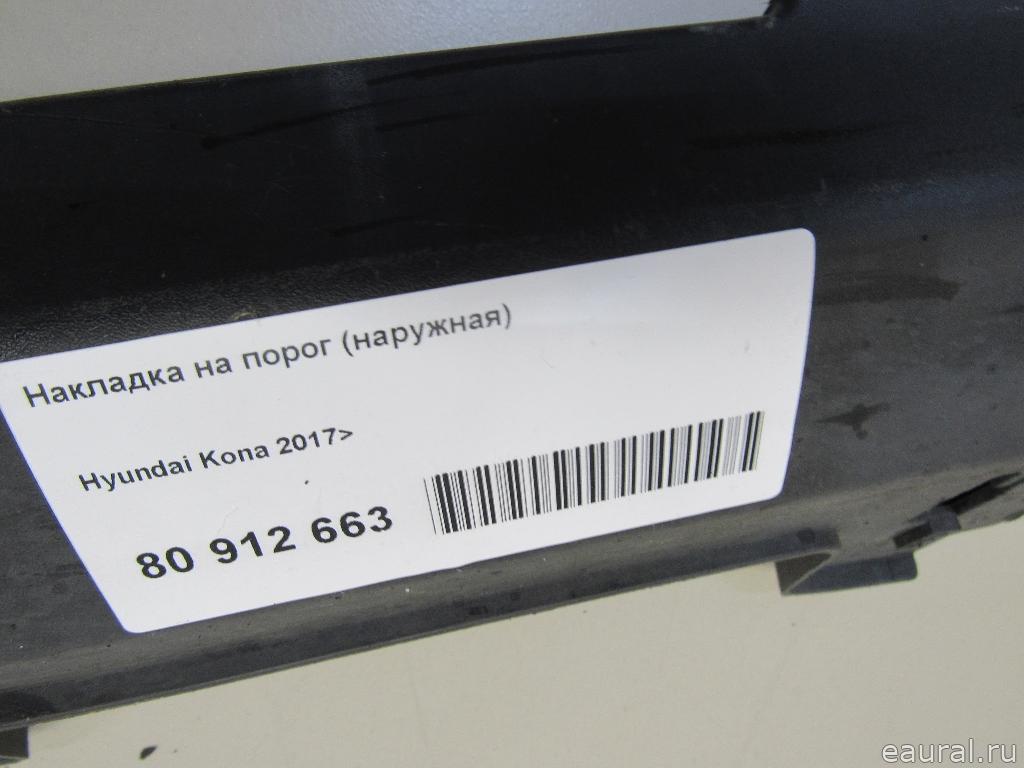 Накладка на порог (наружная)
Hyundai Kona 2017>
80 912 663
eaural.ru